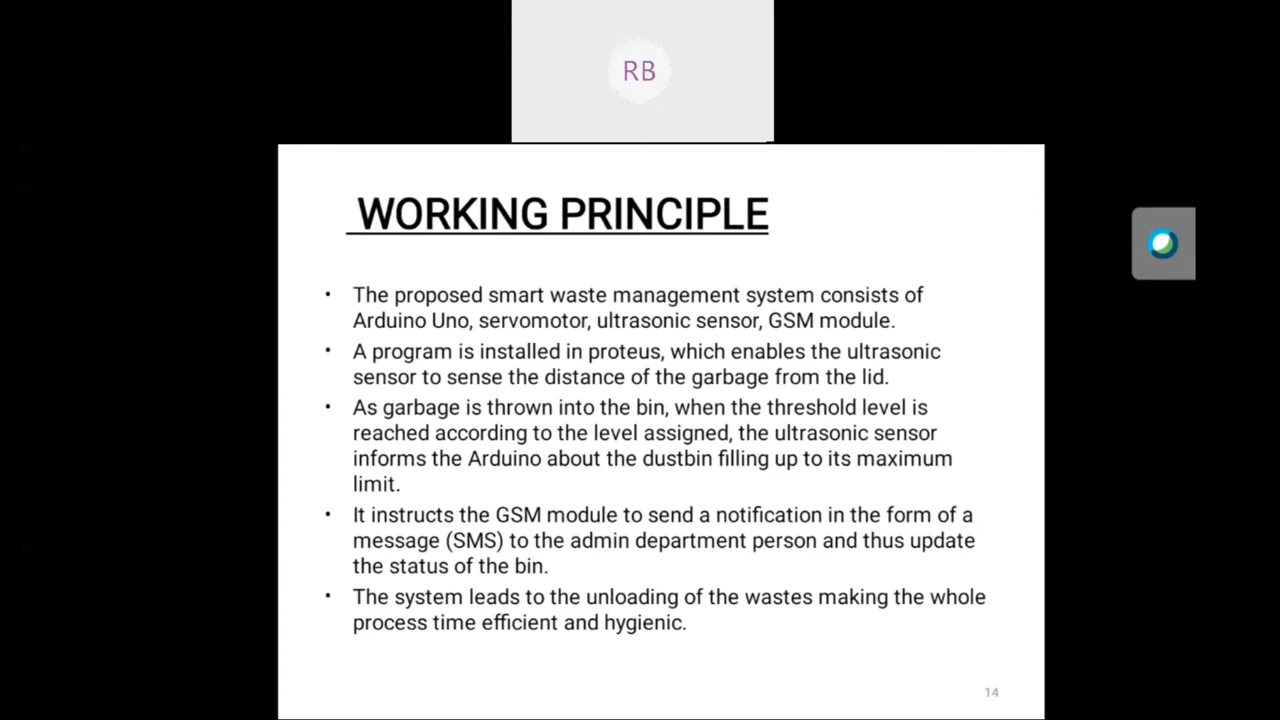 RB
WORKING PRINCIPLE
• The proposed smart waste management system consists of
Arduino Uno, servomotor, ultrasonic sensor, GSM module.
• A program is installed in proteus, which enables the ultrasonic
sensor to sense the distance of the garbage from the lid.
• As garbage is thrown into the bin, when the threshold level is
reached according to the level assigned, the ultrasonic sensor
informs the Arduino about the dustbin filling up to its maximum
limit.
• It instructs the GSM module to send a notification in the form of a
message (SMS) to the admin department person and thus update
the status of the bin.
• The system leads to the unloading of the wastes making the whole
process time efficient and hygienic.
14